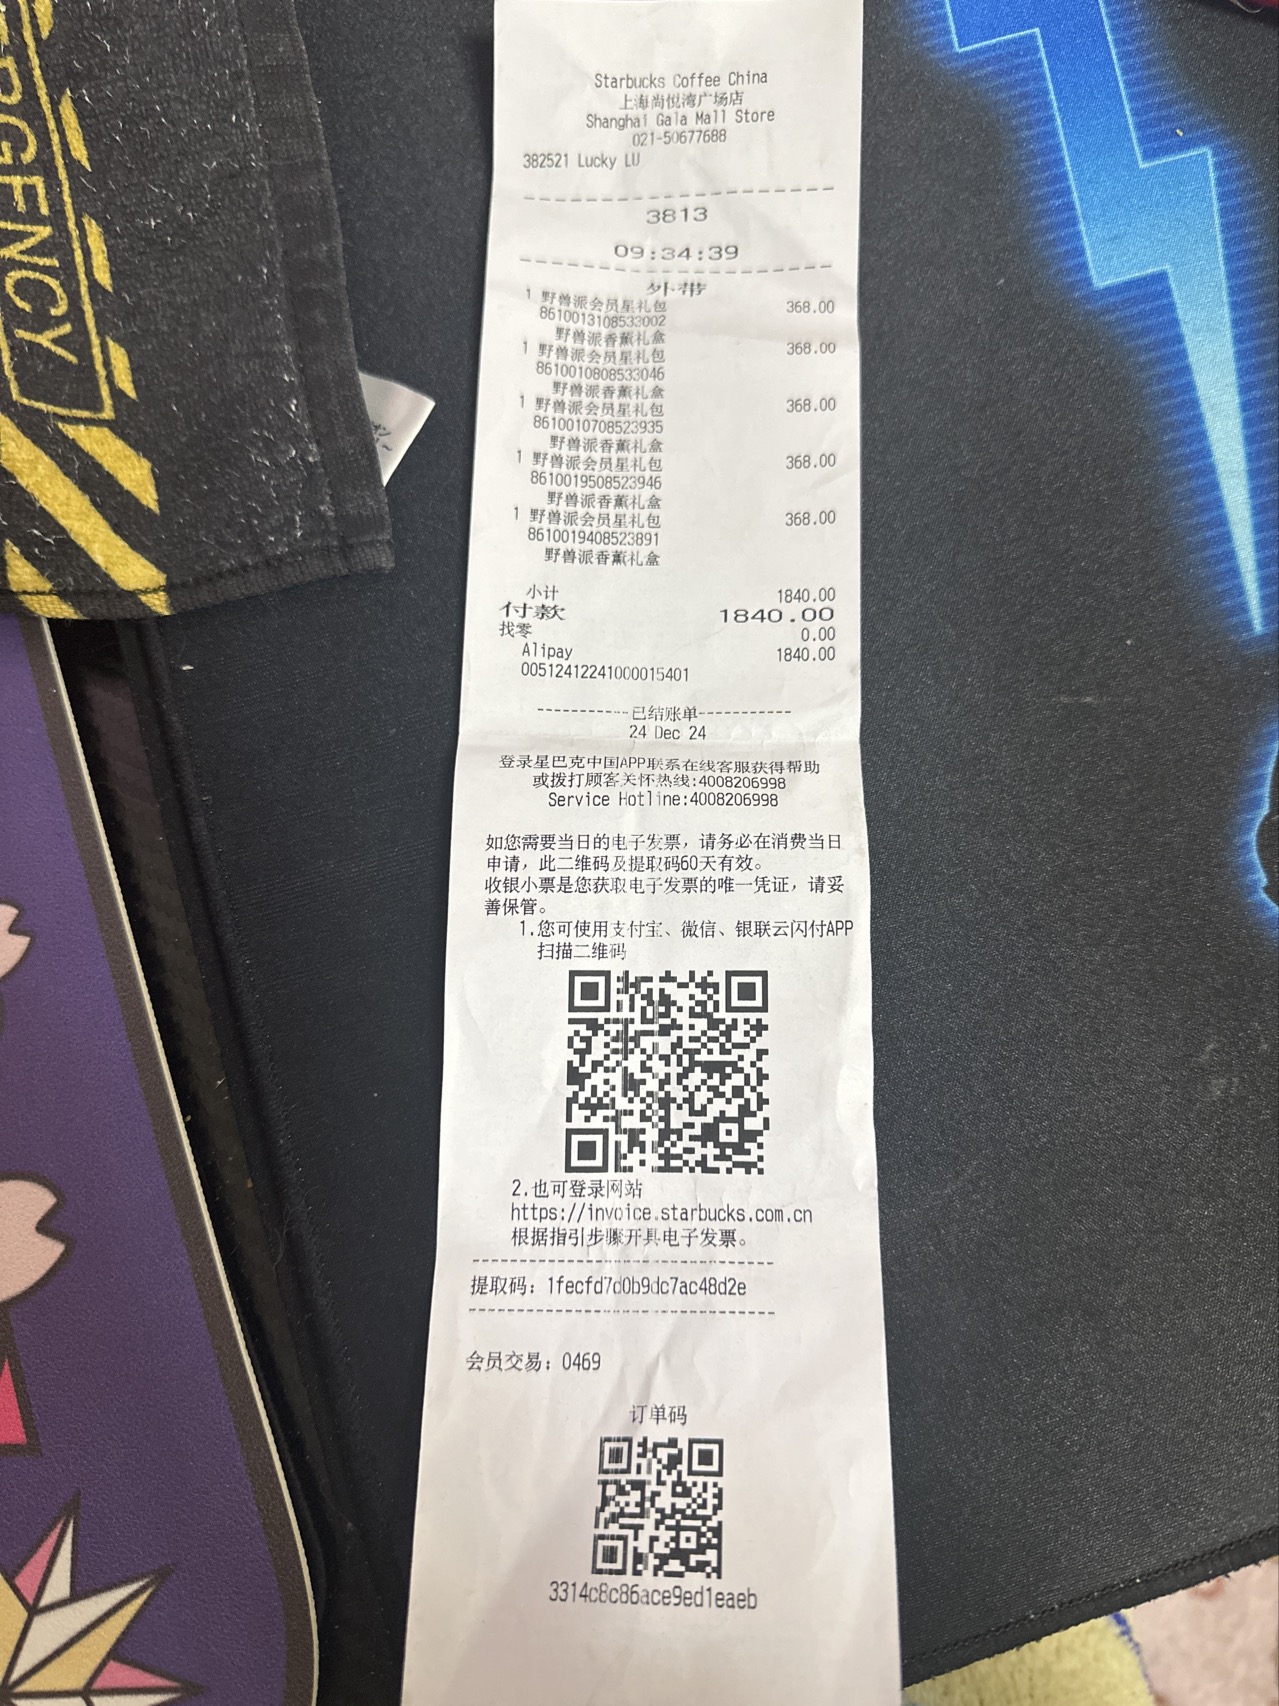 RGENCY
Starbucks Coffee China
上海尚悦湾广场店
Shanghai Gala Mall Store
021-50677688
382521 Lucky LU
3813
09:34:39
外带
1 野兽派会员星礼包 368.00
8610013108533002
野兽派香薰礼盒
1 野兽派会员星礼包 368.00
8610010808533046
野兽派香薰礼盒
1 野兽派会员星礼包 368.00
8610010708523935
野兽派香薰礼盒
1 野兽派会员星礼包 368.00
8610019508523946
野兽派香薰礼盒
1 野兽派会员星礼包 368.00
8610019408523891
野兽派香薰礼盒
小计 1840.00
付款 1840.00
找零 0.00
Alipay 1840.00
00512412241000015401
-----------已结账单-----------
24 Dec 24
登录星巴克中国APP联系在线客服获得帮助
或拨打顾客关怀热线:4008206998
Service Hotline:4008206998
如您需要当日的电子发票，请务必在消费当日
申请，此二维码及提取码60天有效。
收银小票是您获取电子发票的唯一凭证，请妥
善保管。
1.您可使用支付宝、微信、银联云闪付APP
扫描二维码
2.也可登录网站
https://invoice.starbucks.com.cn
根据指引步骤开具电子发票。
提取码：1fecfd7d0b9dc7ac48d2e
会员交易：0469
订单码
3314c8c86ace9ed1eaeb